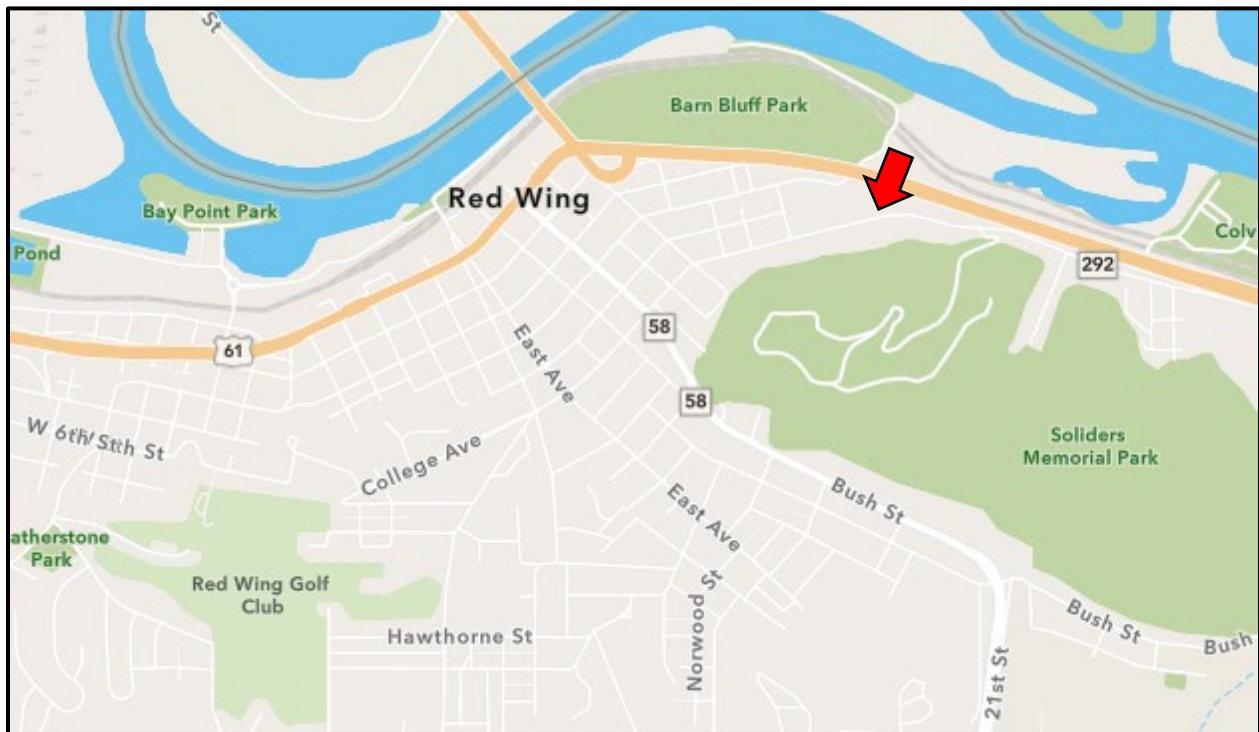 St
Barn Bluff Park
Red Wing
Bay Point Park
Pond
Colv
292
58
61
East Ave
58
W 6th
St
College Ave
Soliders
Memorial Park
Bush St
East Ave
atherstone
Park
Red Wing Golf
Club
Norwood St
Hawthorne St
Bush St
Bush
21st St